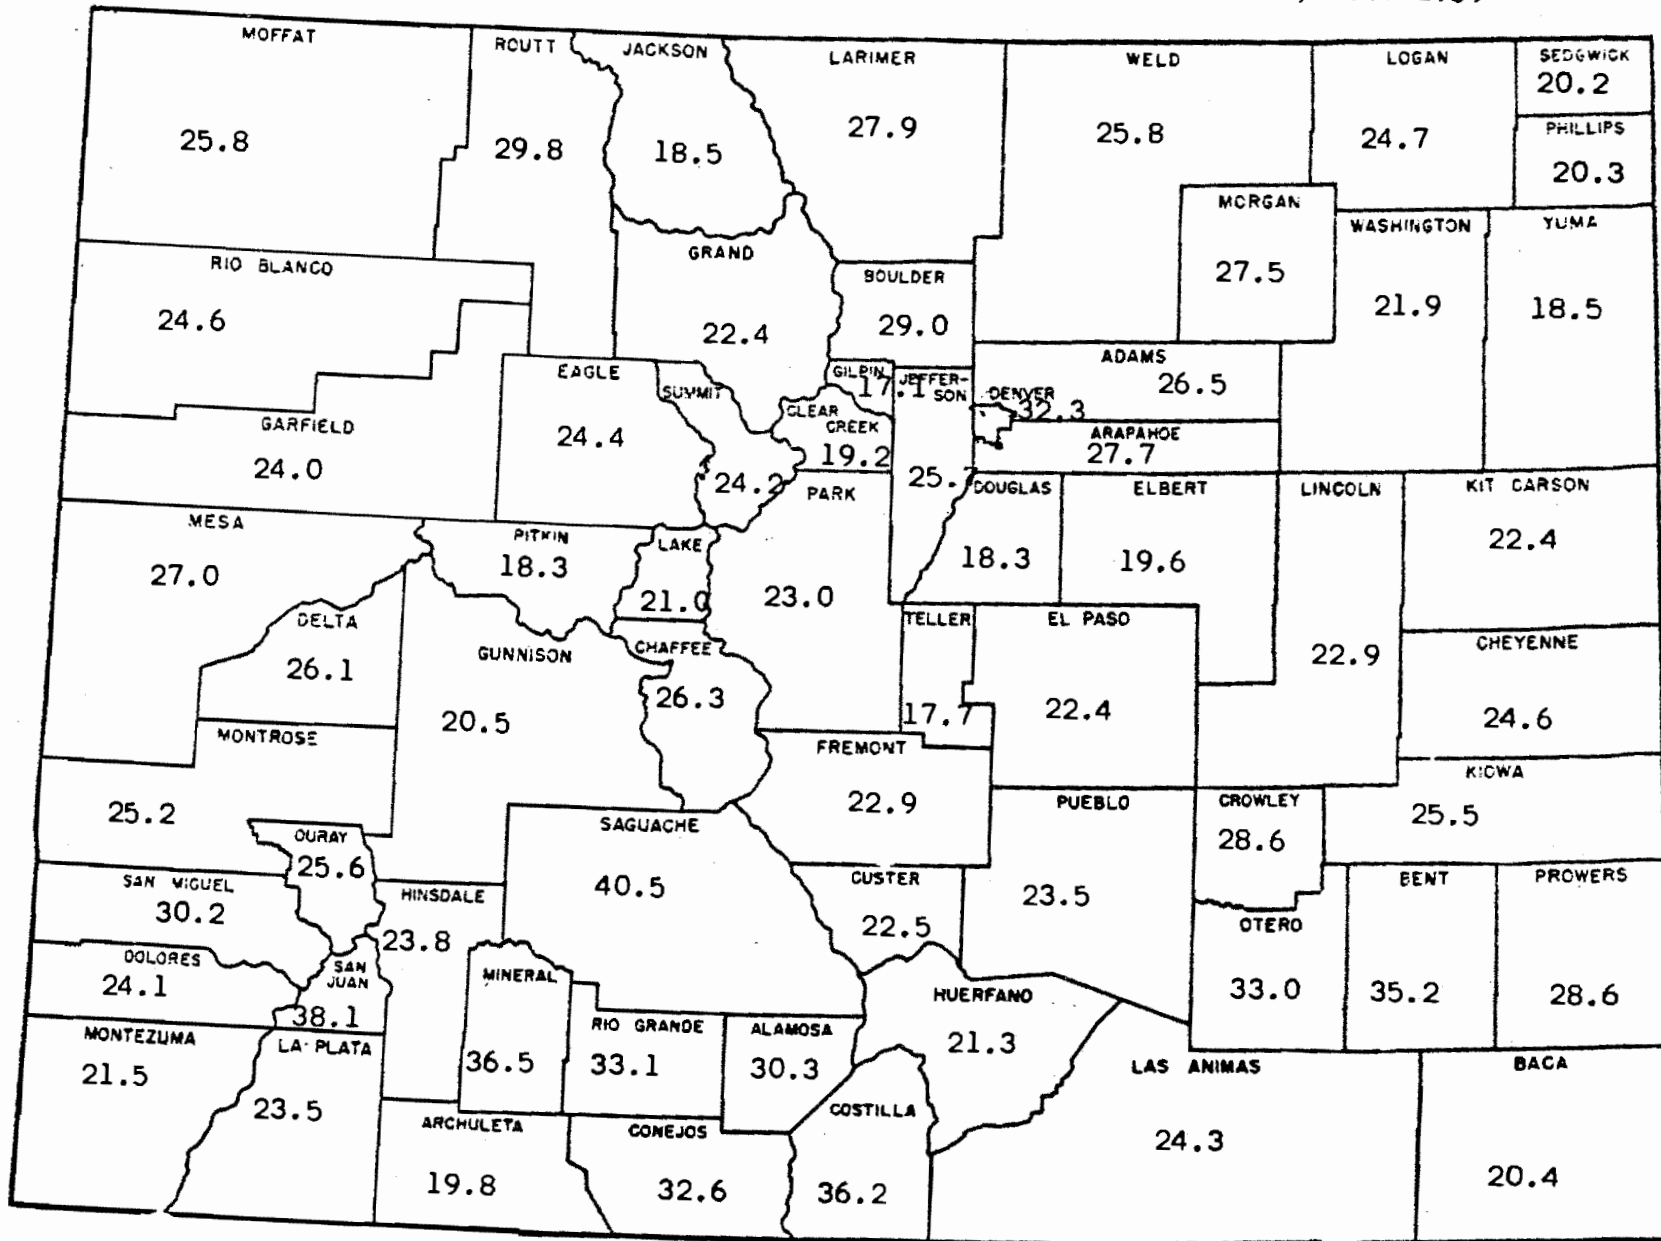 MOFFAT
25.8
ROUTT
29.8
JACKSON
18.5
LARIMER
27.9
WELD
25.8
LOGAN
24.7
SEDGWICK
20.2
PHILLIPS
20.3
MORGAN
27.5
WASHINGTON
21.9
YUMA
18.5
RIO BLANCO
24.6
GRAND
22.4
BOULDER
29.0
GILPIN
17.1
JEFFER-
SON
25.7
ADAMS
26.5
DENVER
32.3
ARAPAHOE
27.7
EAGLE
24.4
SUMMIT
24.2
CLEAR
CREEK
19.2
GARFIELD
24.0
PARK
23.0
DOUGLAS
18.3
ELBERT
19.6
LINCOLN
22.9
KIT CARSON
22.4
MESA
27.0
PITKIN
18.3
LAKE
21.0
DELTA
26.1
GUNNISON
20.5
CHAFFEE
26.3
TELLER
17.7
EL PASO
22.4
CHEYENNE
24.6
MONTROSE
25.2
FREMONT
22.9
KIOWA
25.5
OURAY
25.6
SAGUACHE
40.5
PUEBLO
23.5
CROWLEY
28.6
SAN MIGUEL
30.2
HINSDALE
23.8
CUSTER
22.5
OTERO
33.0
BENT
35.2
PROWERS
28.6
DOLORES
24.1
SAN
JUAN
38.1
MINERAL
36.5
RIO GRANDE
33.1
ALAMOSA
30.3
HUERFANO
21.3
MONTEZUMA
21.5
LA PLATA
23.5
ARCHULETA
19.8
CONEJOS
32.6
COSTILLA
36.2
LAS ANIMAS
24.3
BACA
20.4